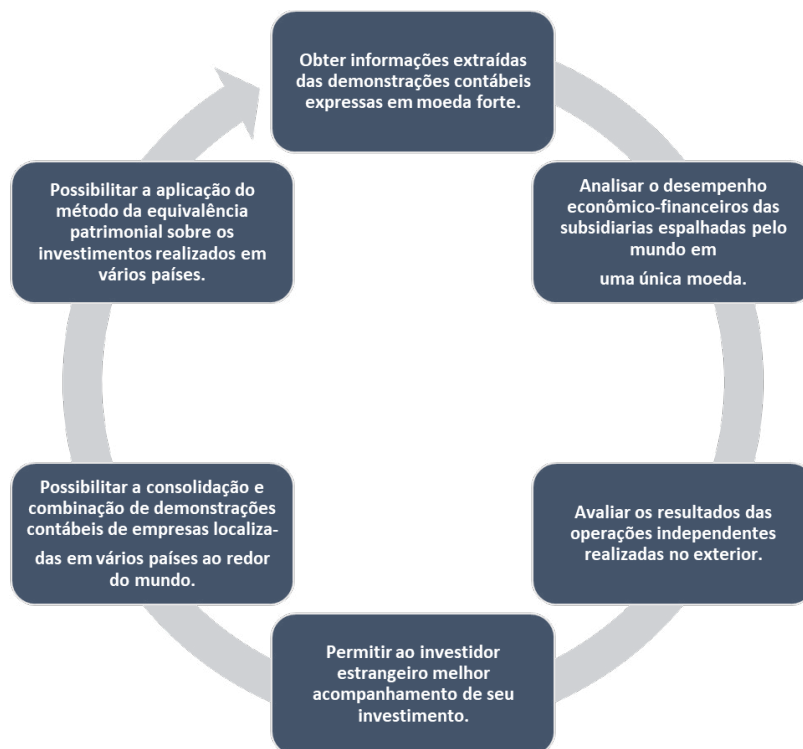 Obter informações extraídas
das demonstrações contábeis
expressas em moeda forte.
Analisar o desempenho
econômico-financeiros das
subsidiarias espalhadas pelo
mundo em
uma única moeda.
Avaliar os resultados das
operações independentes
realizadas no exterior.
Permitir ao investidor
estrangeiro melhor
acompanhamento de seu
investimento.
Possibilitar a consolidação e
combinação de demonstrações
contábeis de empresas localiza-
das em vários países ao redor
do mundo.
Possibilitar a aplicação do
método da equivalência
patrimonial sobre os
investimentos realizados em
vários países.